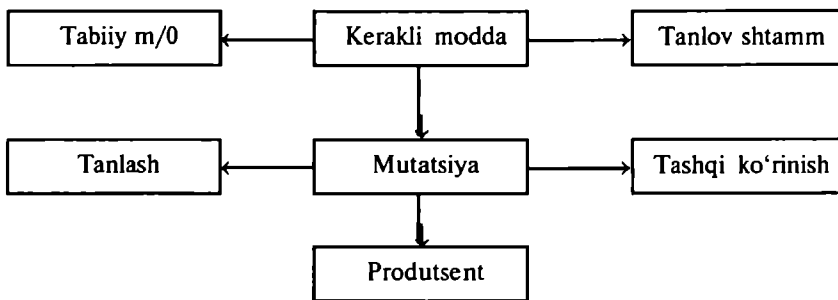 Tabiiy m/0
Kerakli modda
Tanlov shtamm
Tanlash
Mutatsiya
Tashqi ko‘rinish
Produtsent